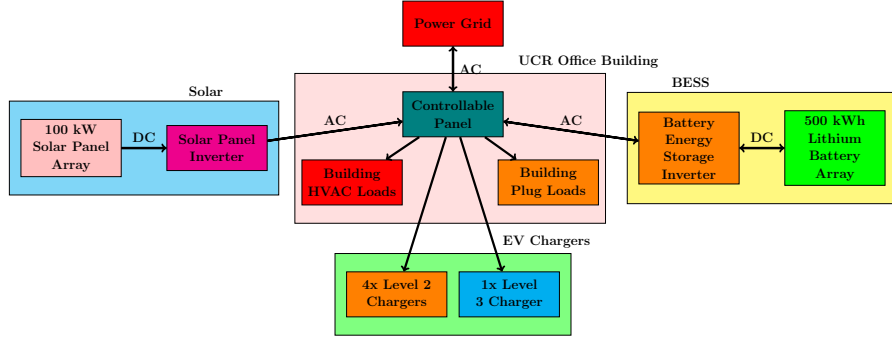 Power Grid
AC
UCR Office Building
Solar
BESS
100 kW
Solar Panel
Array
DC
Solar Panel
Inverter
AC
Controllable
Panel
AC
Battery
Energy
Storage
Inverter
DC
500 kWh
Lithium
Battery
Array
Building
HVAC Loads
Building
Plug Loads
EV Chargers
4x Level 2
Chargers
1x Level
3 Charger